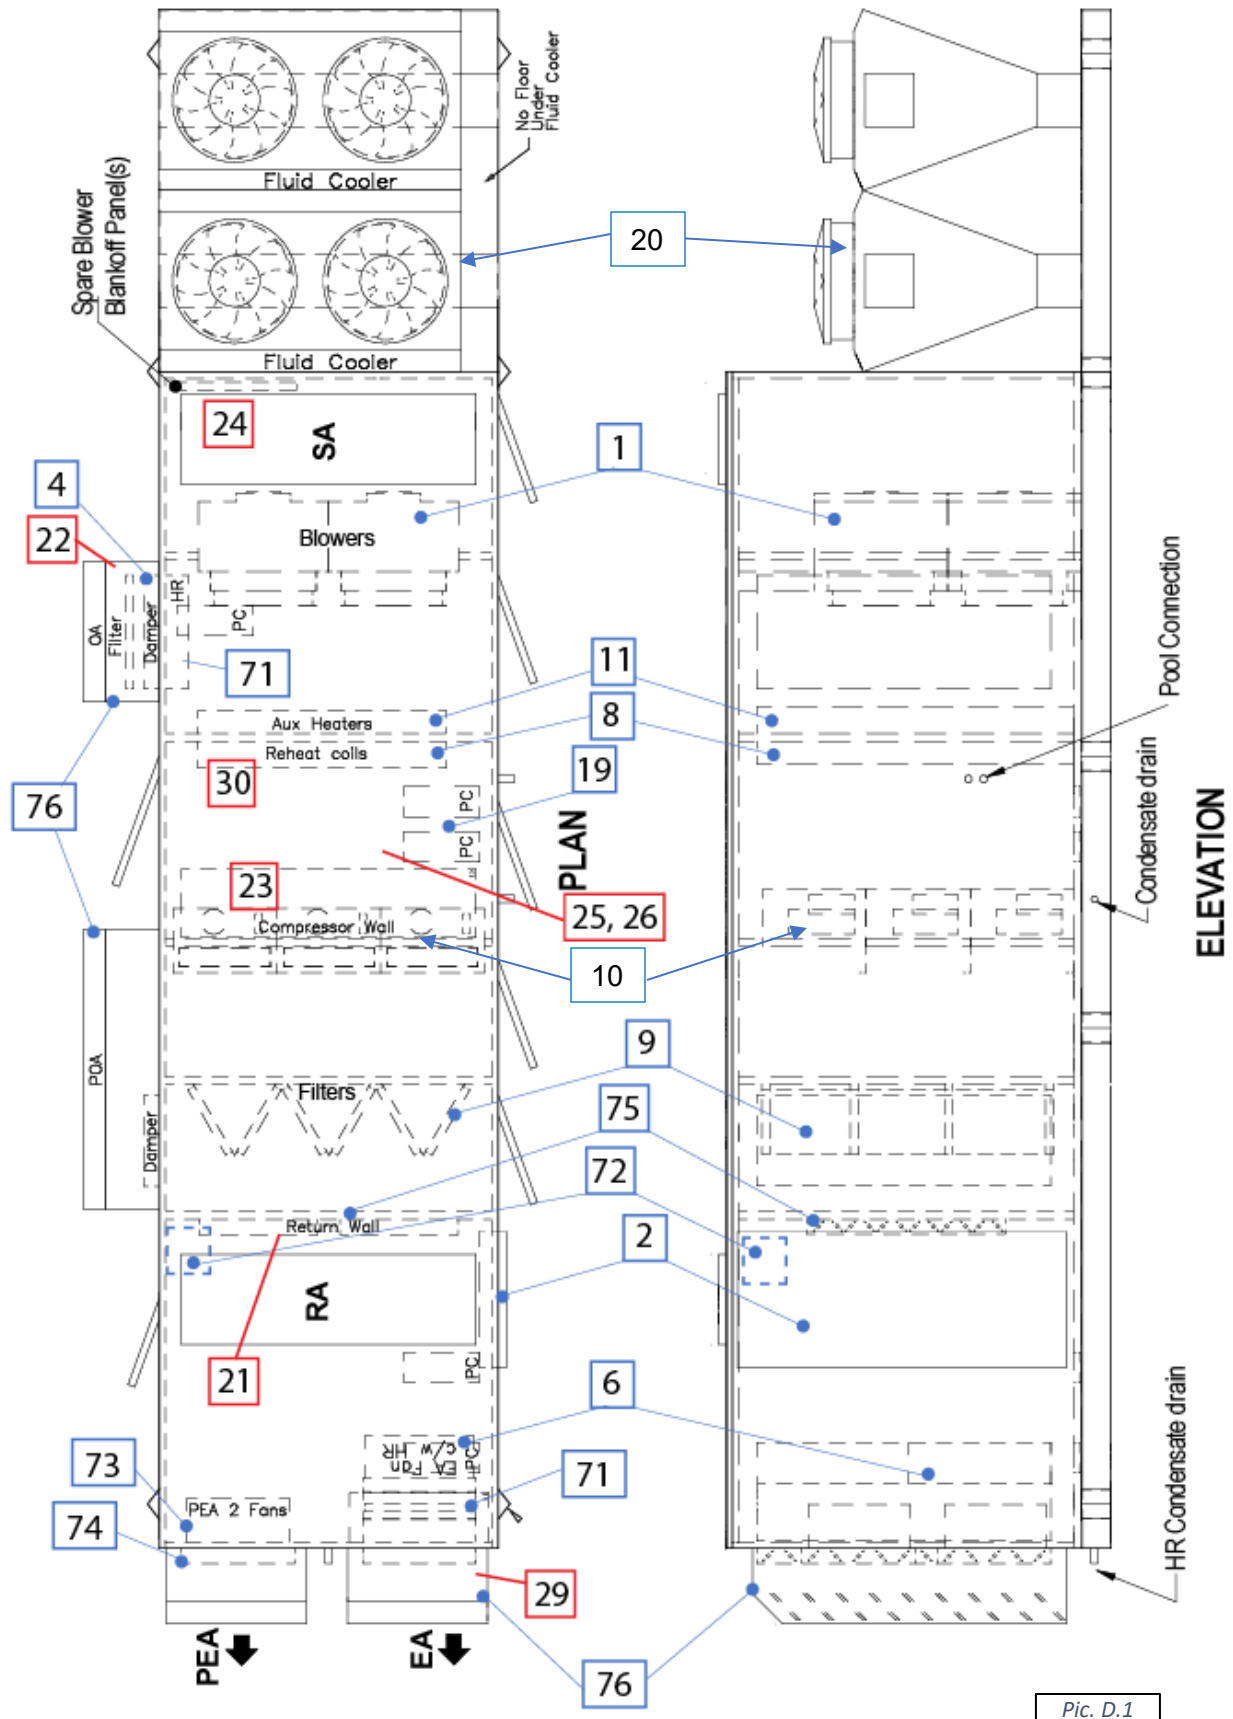 No Floor
Under
Fluid Cooler
Fluid Cooler
Spare Blower
Blankoff Panel(s)
20
Fluid Cooler
24
SA
1
4
22
Blowers
OA
Filter
Damper
HR
PC
71
Pool Connection
11
Aux Heaters
8
Reheat coils
30
19
PC
76
PC
PLAN
23
Compressor Wall
25, 26
Condensate drain
ELEVATION
10
9
POA
Filters
75
Damper
72
Return Wall
2
RA
21
PC
6
EA Fan
c/w HR
PC
73
71
PEA 2 Fans
74
HR Condensate drain
29
PEA
EA
76
Pic. D.1